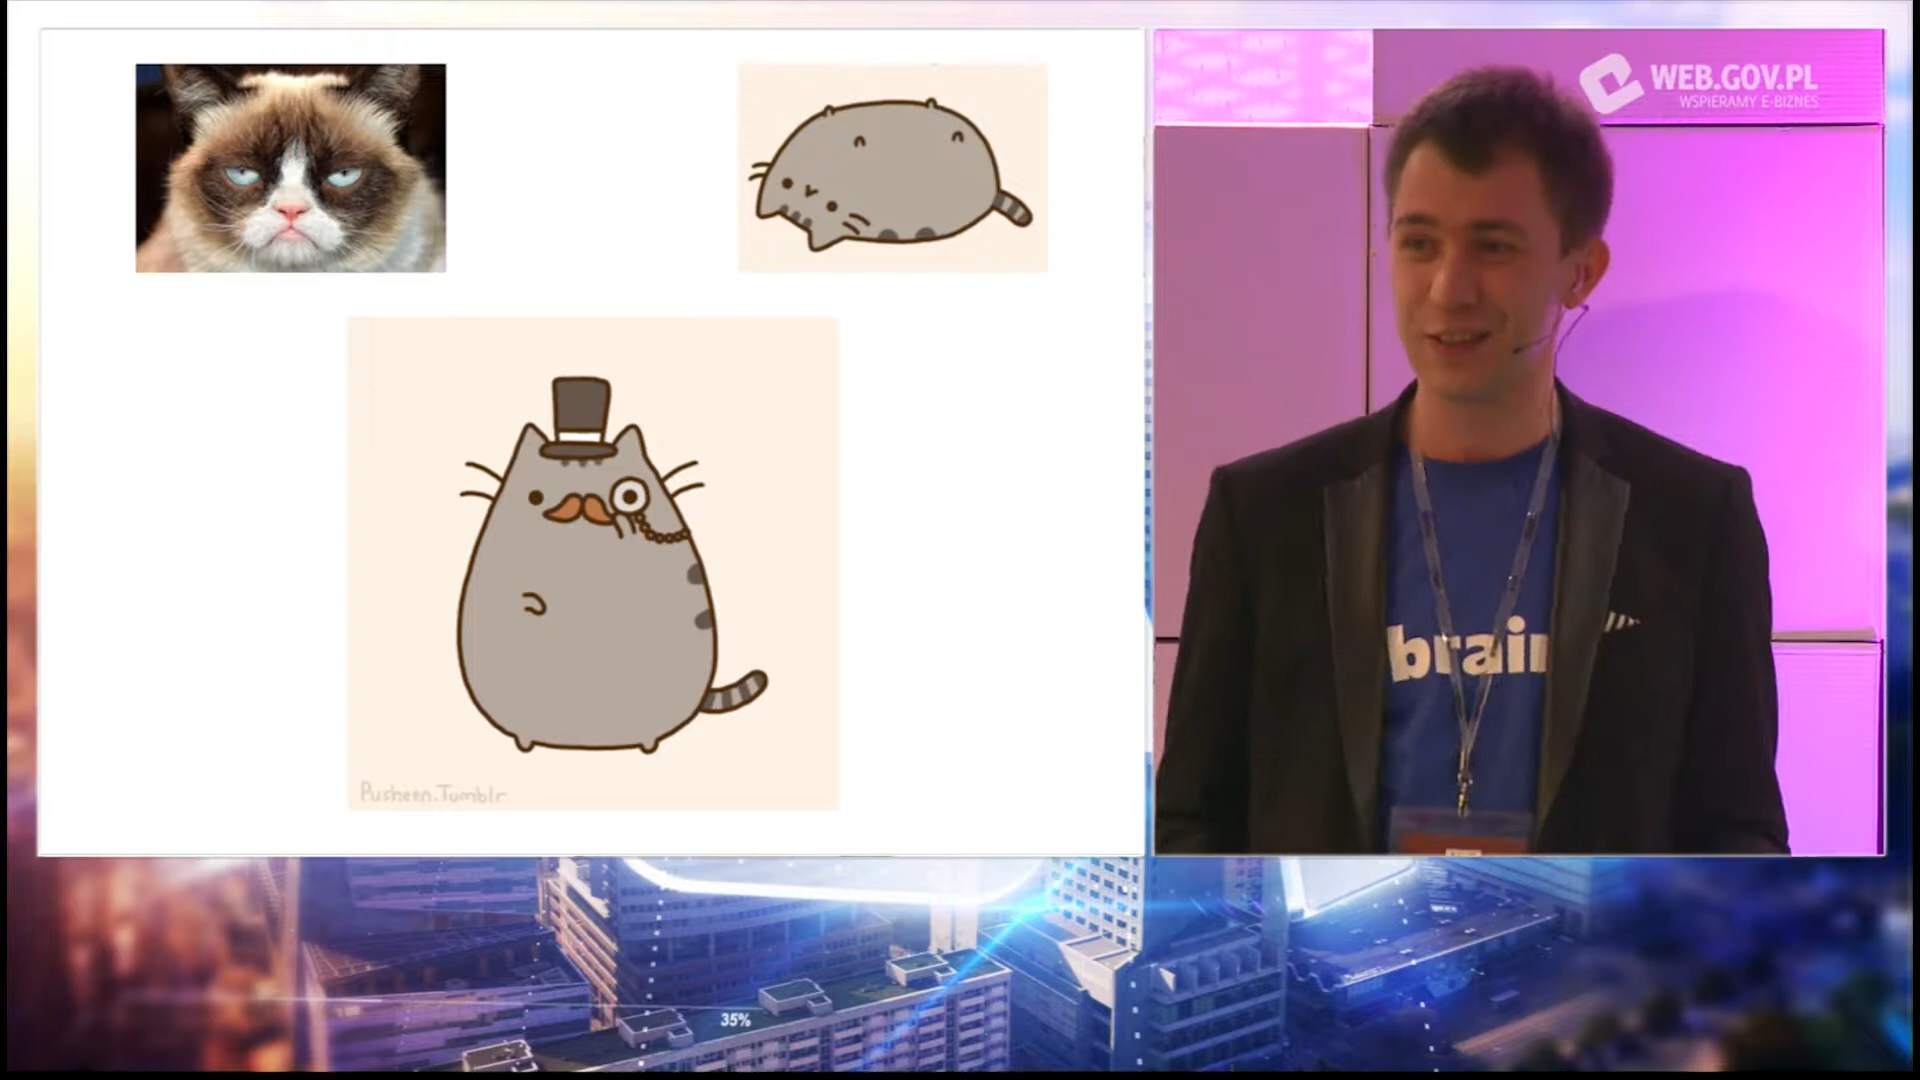 WEB.GOV.PL
WSPIERAMY E-BIZNES
brain
Pusheen.Tumblr
35%